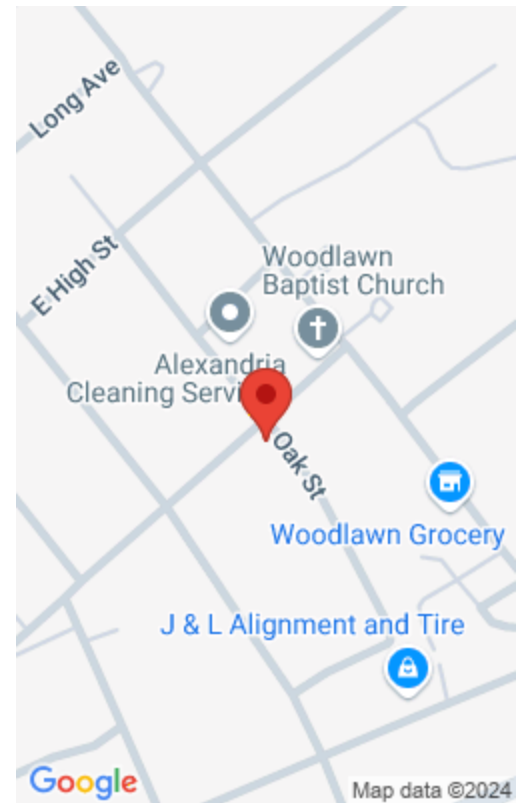 Long Ave
E High St
Woodlawn
Baptist Church
Alexandria
Cleaning Servi
Oak St
Woodlawn Grocery
J & L Alignment and Tire
Google
Map data ©2024